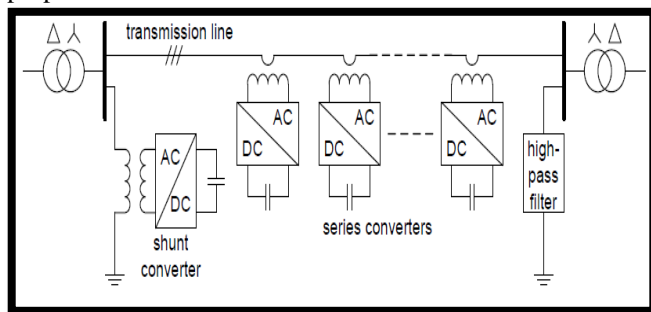 transmission line
AC
DC
shunt
converter
AC
DC
AC
DC
AC
DC
series converters
high-
pass
filter